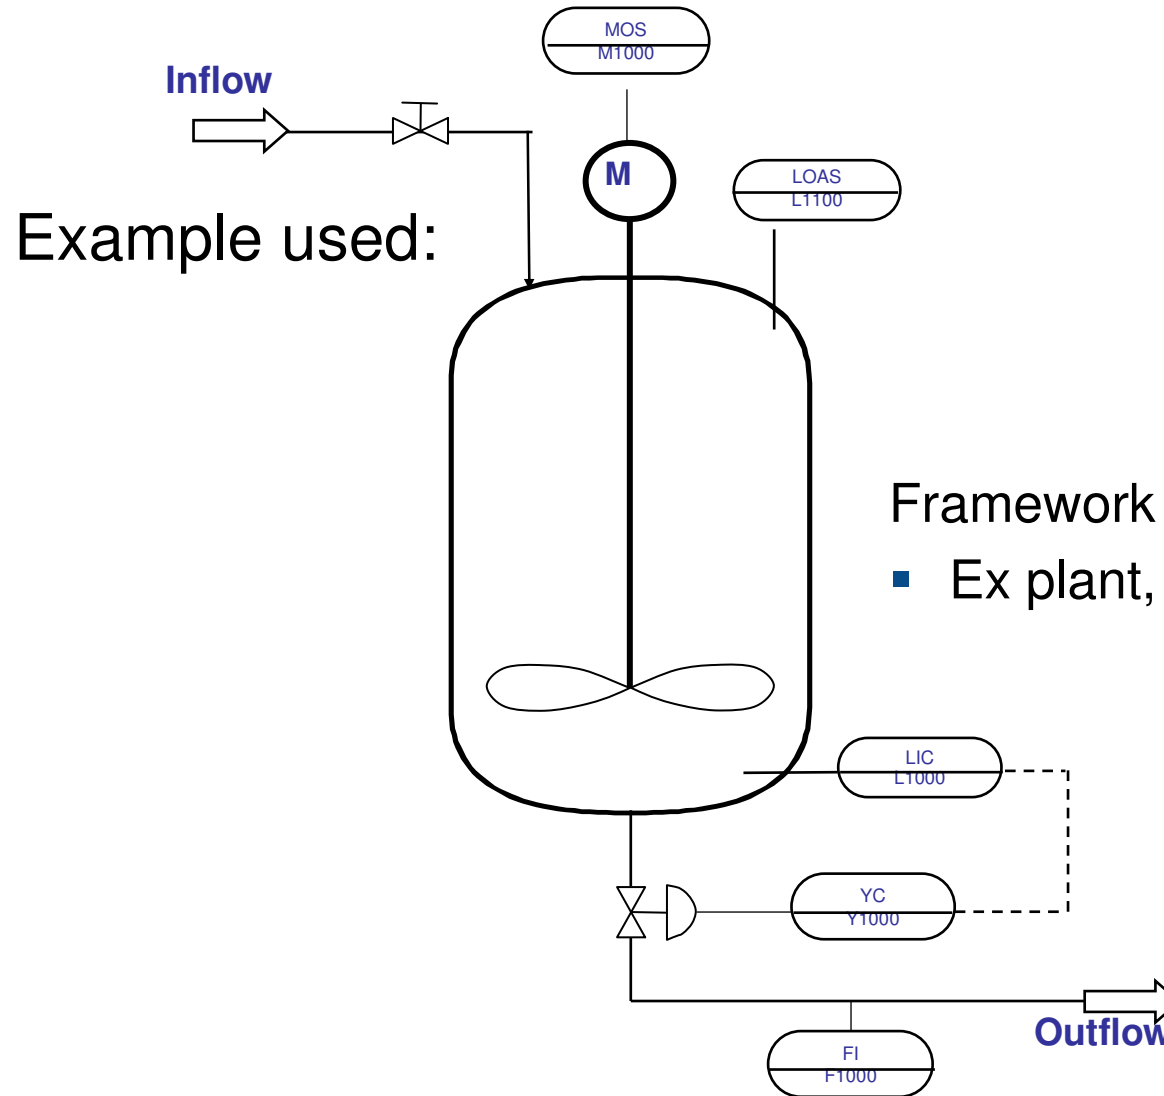 MOS
M1000
Inflow
M
LOAS
L1100
Example used:
Framework
▪ Ex plant,
LIC
L1000
YC
Y1000
Outflow
FI
F1000